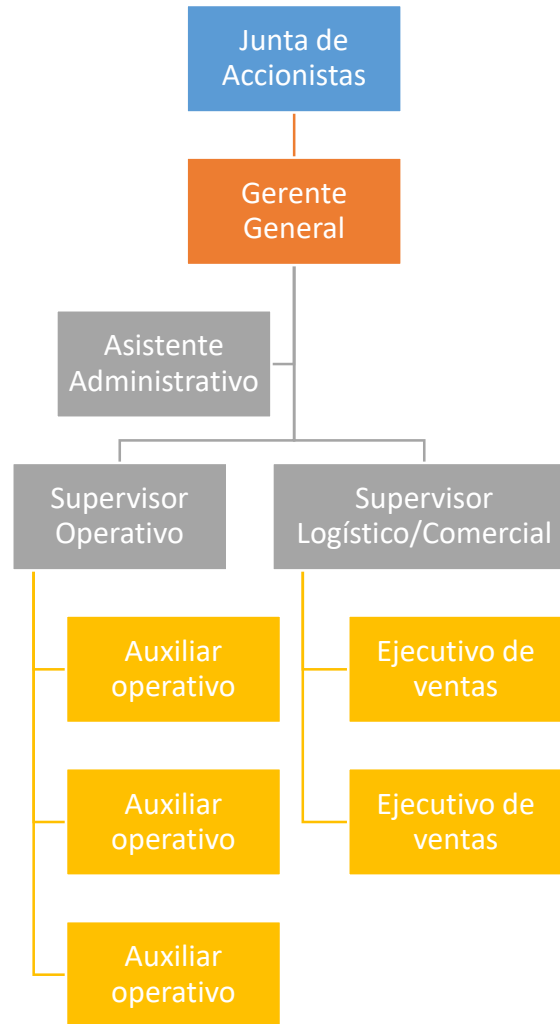 Junta de
Accionistas
Gerente
General
Asistente
Administrativo
Supervisor
Operativo
Supervisor
Logístico/Comercial
Auxiliar
operativo
Ejecutivo de
ventas
Auxiliar
operativo
Ejecutivo de
ventas
Auxiliar
operativo